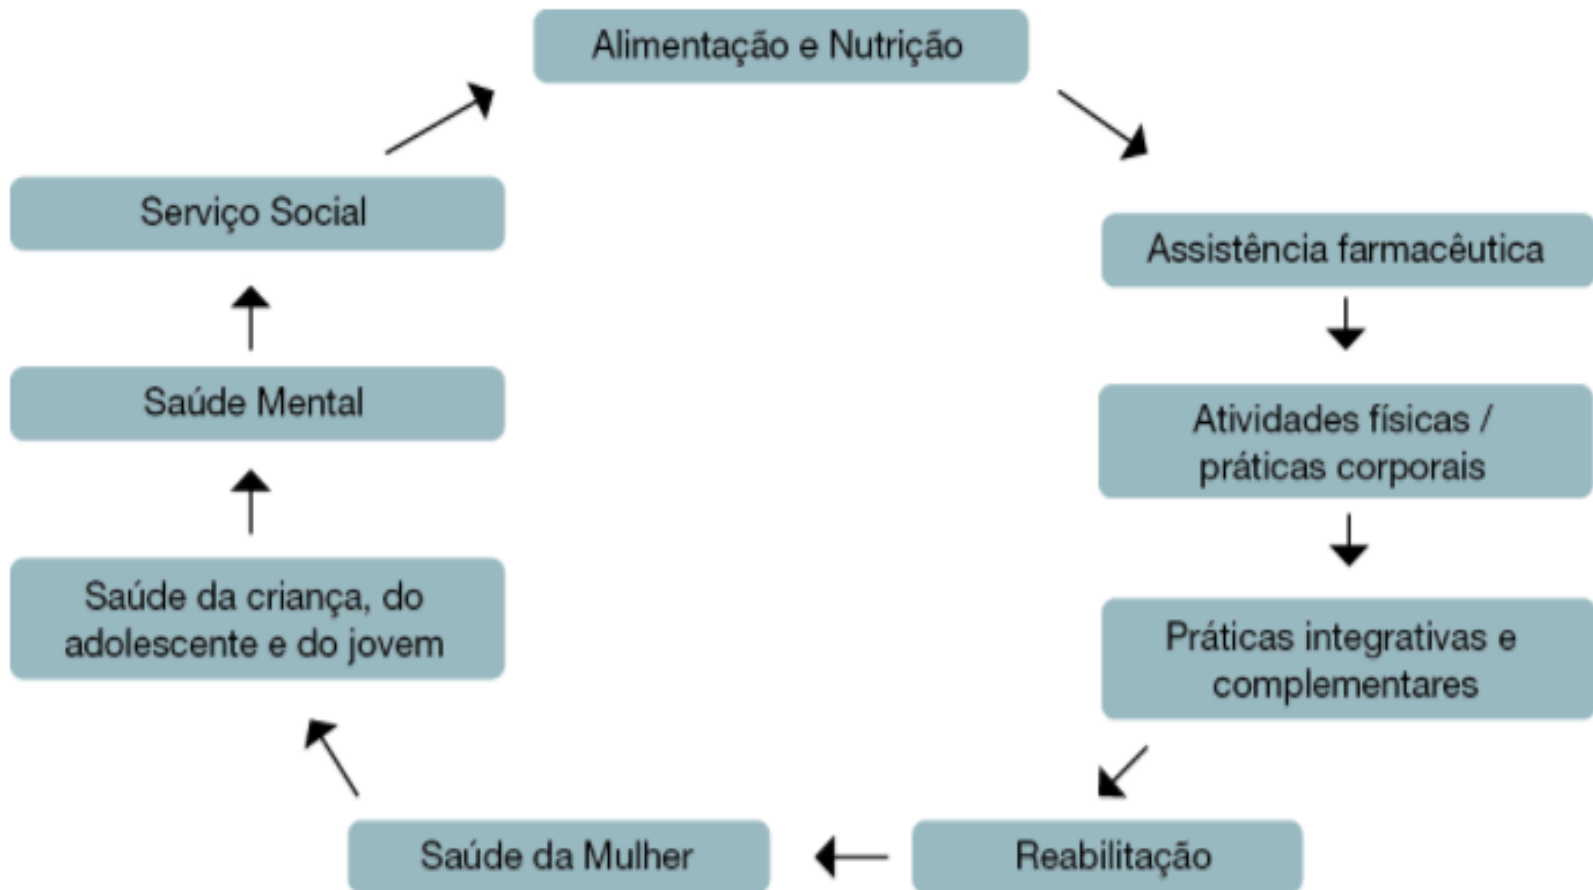 Alimentação e Nutrição
Assistência farmacêutica
Atividades físicas /
práticas corporais
Práticas integrativas e
complementares
Reabilitação
Saúde da Mulher
Saúde da criança, do
adolescente e do jovem
Saúde Mental
Serviço Social